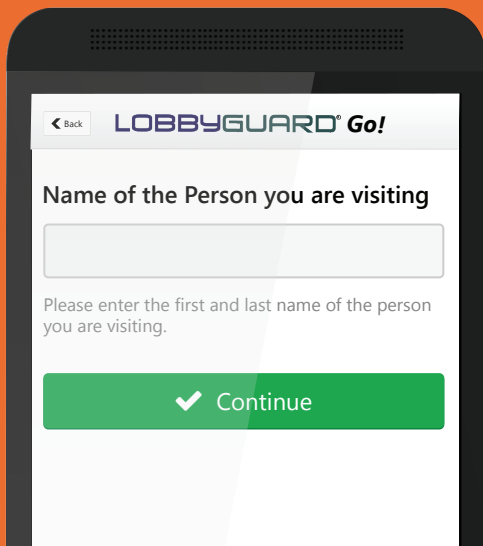 Back
LOBBYGUARD® Go!
Name of the Person you are visiting
Please enter the first and last name of the person
you are visiting.
Continue